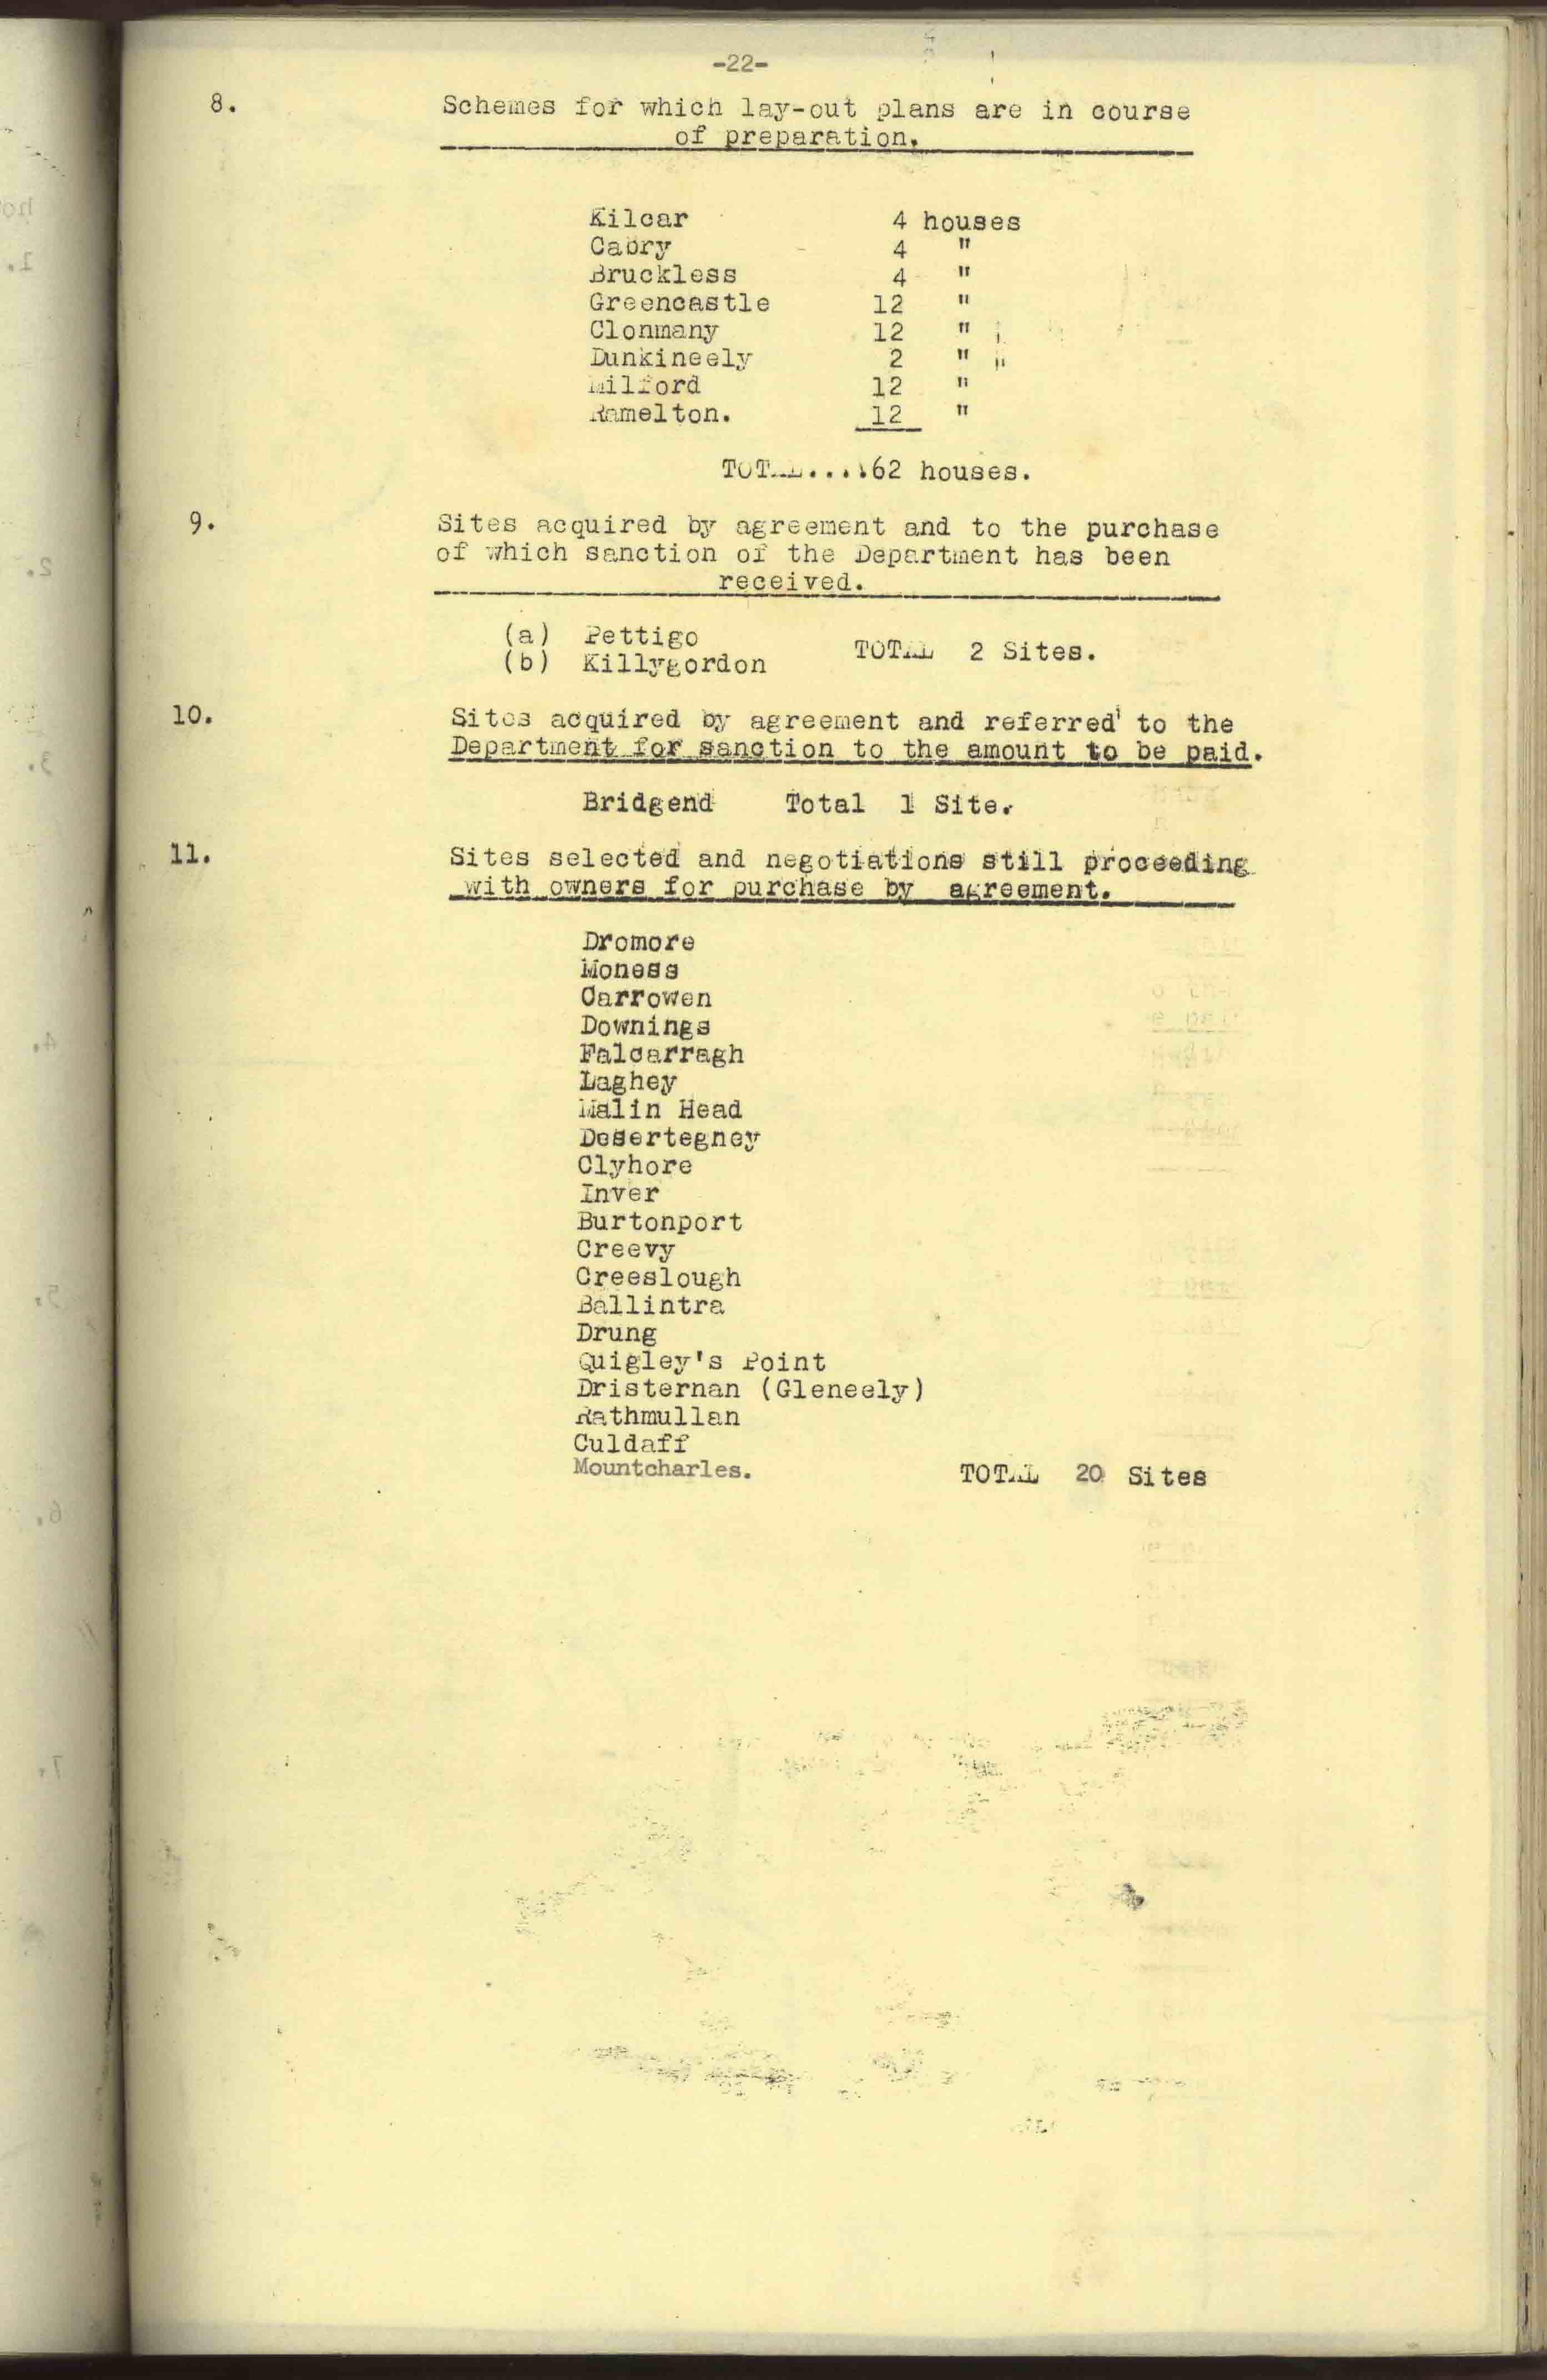 -22-
8. Schemes for which lay-out plans are in course
of preparation.
Kilcar 4 houses
Cabry 4 "
Bruckless 4 "
Greencastle 12 "
Clonmany 12 "
Dunkineely 2 "
Milford 12 "
Ramelton. 12 "
TOTAL....62 houses.
9. Sites acquired by agreement and to the purchase
of which sanction of the Department has been
received.
(a) Pettigo
(b) Killygordon
TOTAL 2 Sites.
10. Sites acquired by agreement and referred to the
Department for sanction to the amount to be paid.
Bridgend Total 1 Site.
11. Sites selected and negotiations still proceeding
with owners for purchase by agreement.
Dromore
Moness
Carrowen
Downings
Falcarragh
Laghey
Malin Head
Desertegney
Clyhore
Inver
Burtonport
Creevy
Creeslough
Ballintra
Drung
Quigley's Point
Dristernan (Gleneely)
Rathmullan
Culdaff
Mountcharles. TOTAL 20 Sites